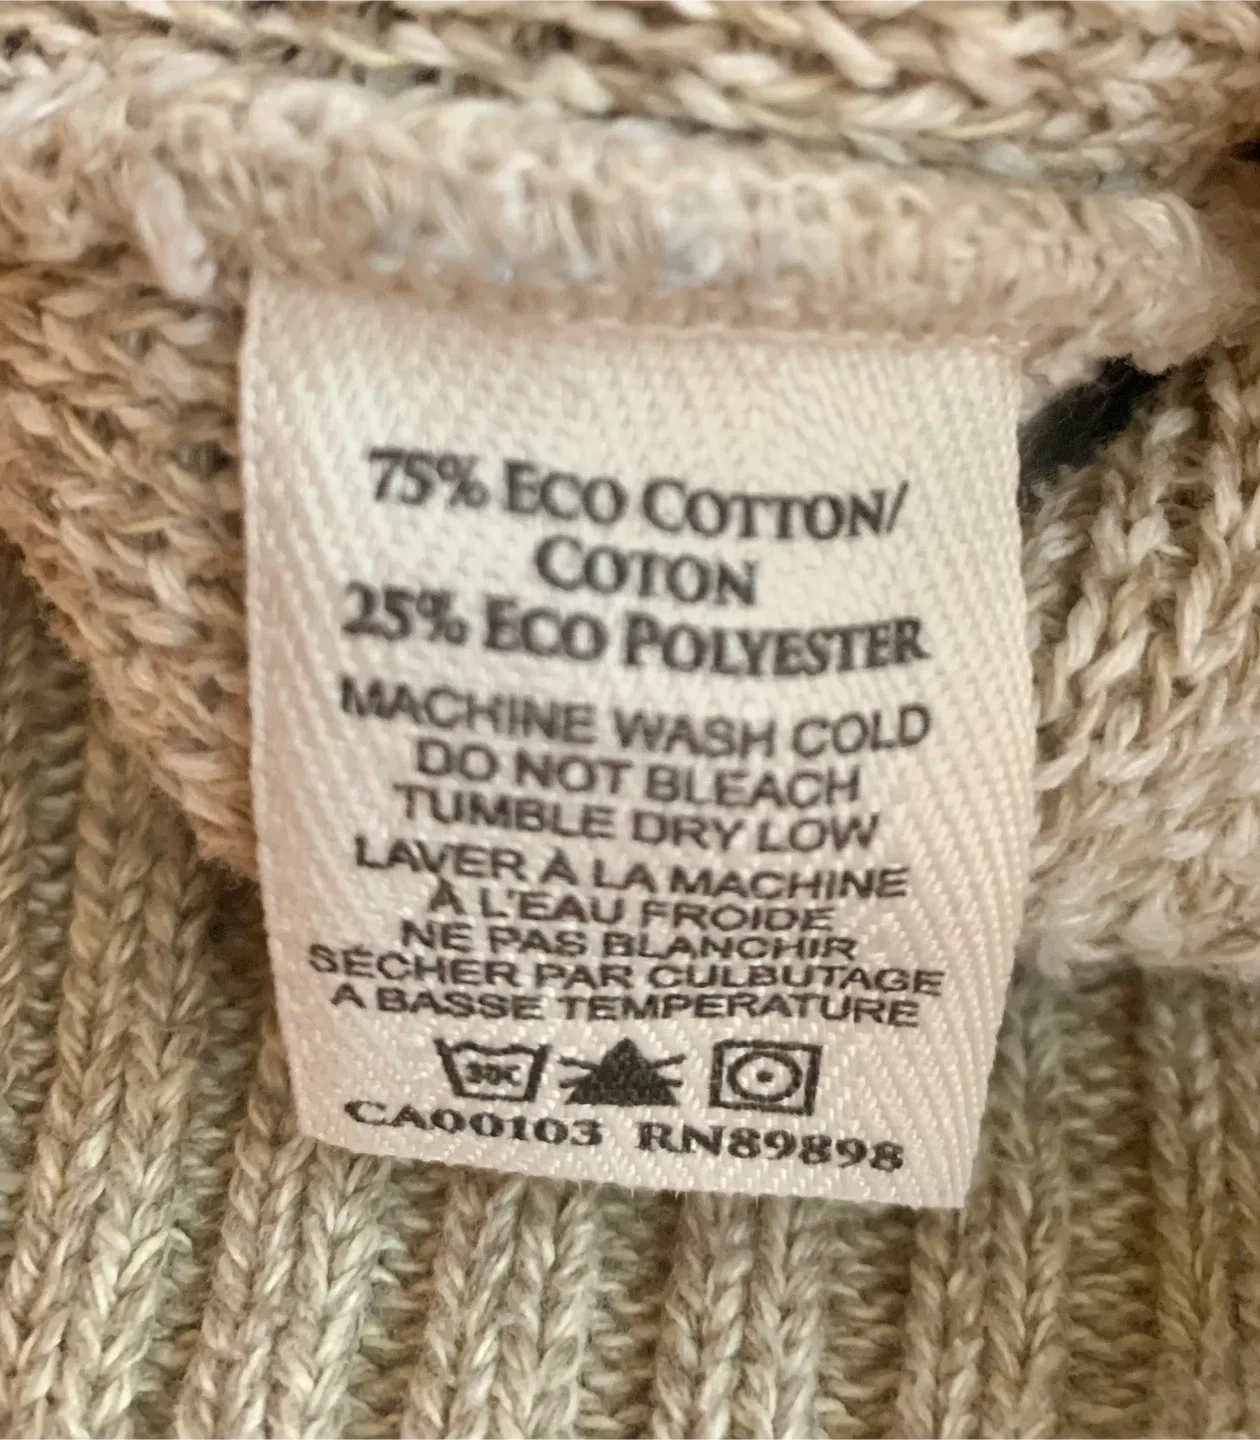 75% ECO COTTON/
COTON
25% ECO POLYESTER
MACHINE WASH COLD
DO NOT BLEACH
TUMBLE DRY LOW
LAVER À LA MACHINE
À L'EAU FROIDE
NE PAS BLANCHIR
SÉCHER PAR CULBUTAGE
A BASSE TEMPERATURE
30C
CA00103 RN89898